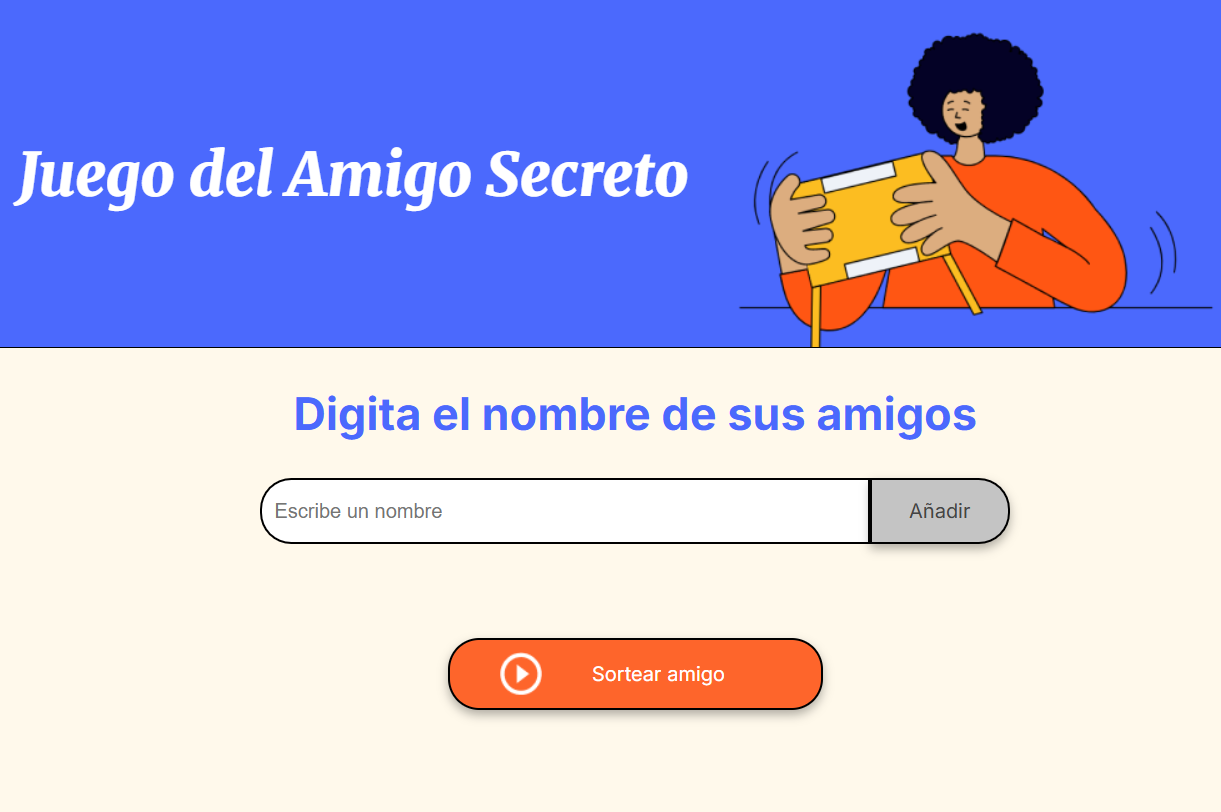 Juego del Amigo Secreto
Digita el nombre de sus amigos
Escribe un nombre
Añadir
Sortear amigo